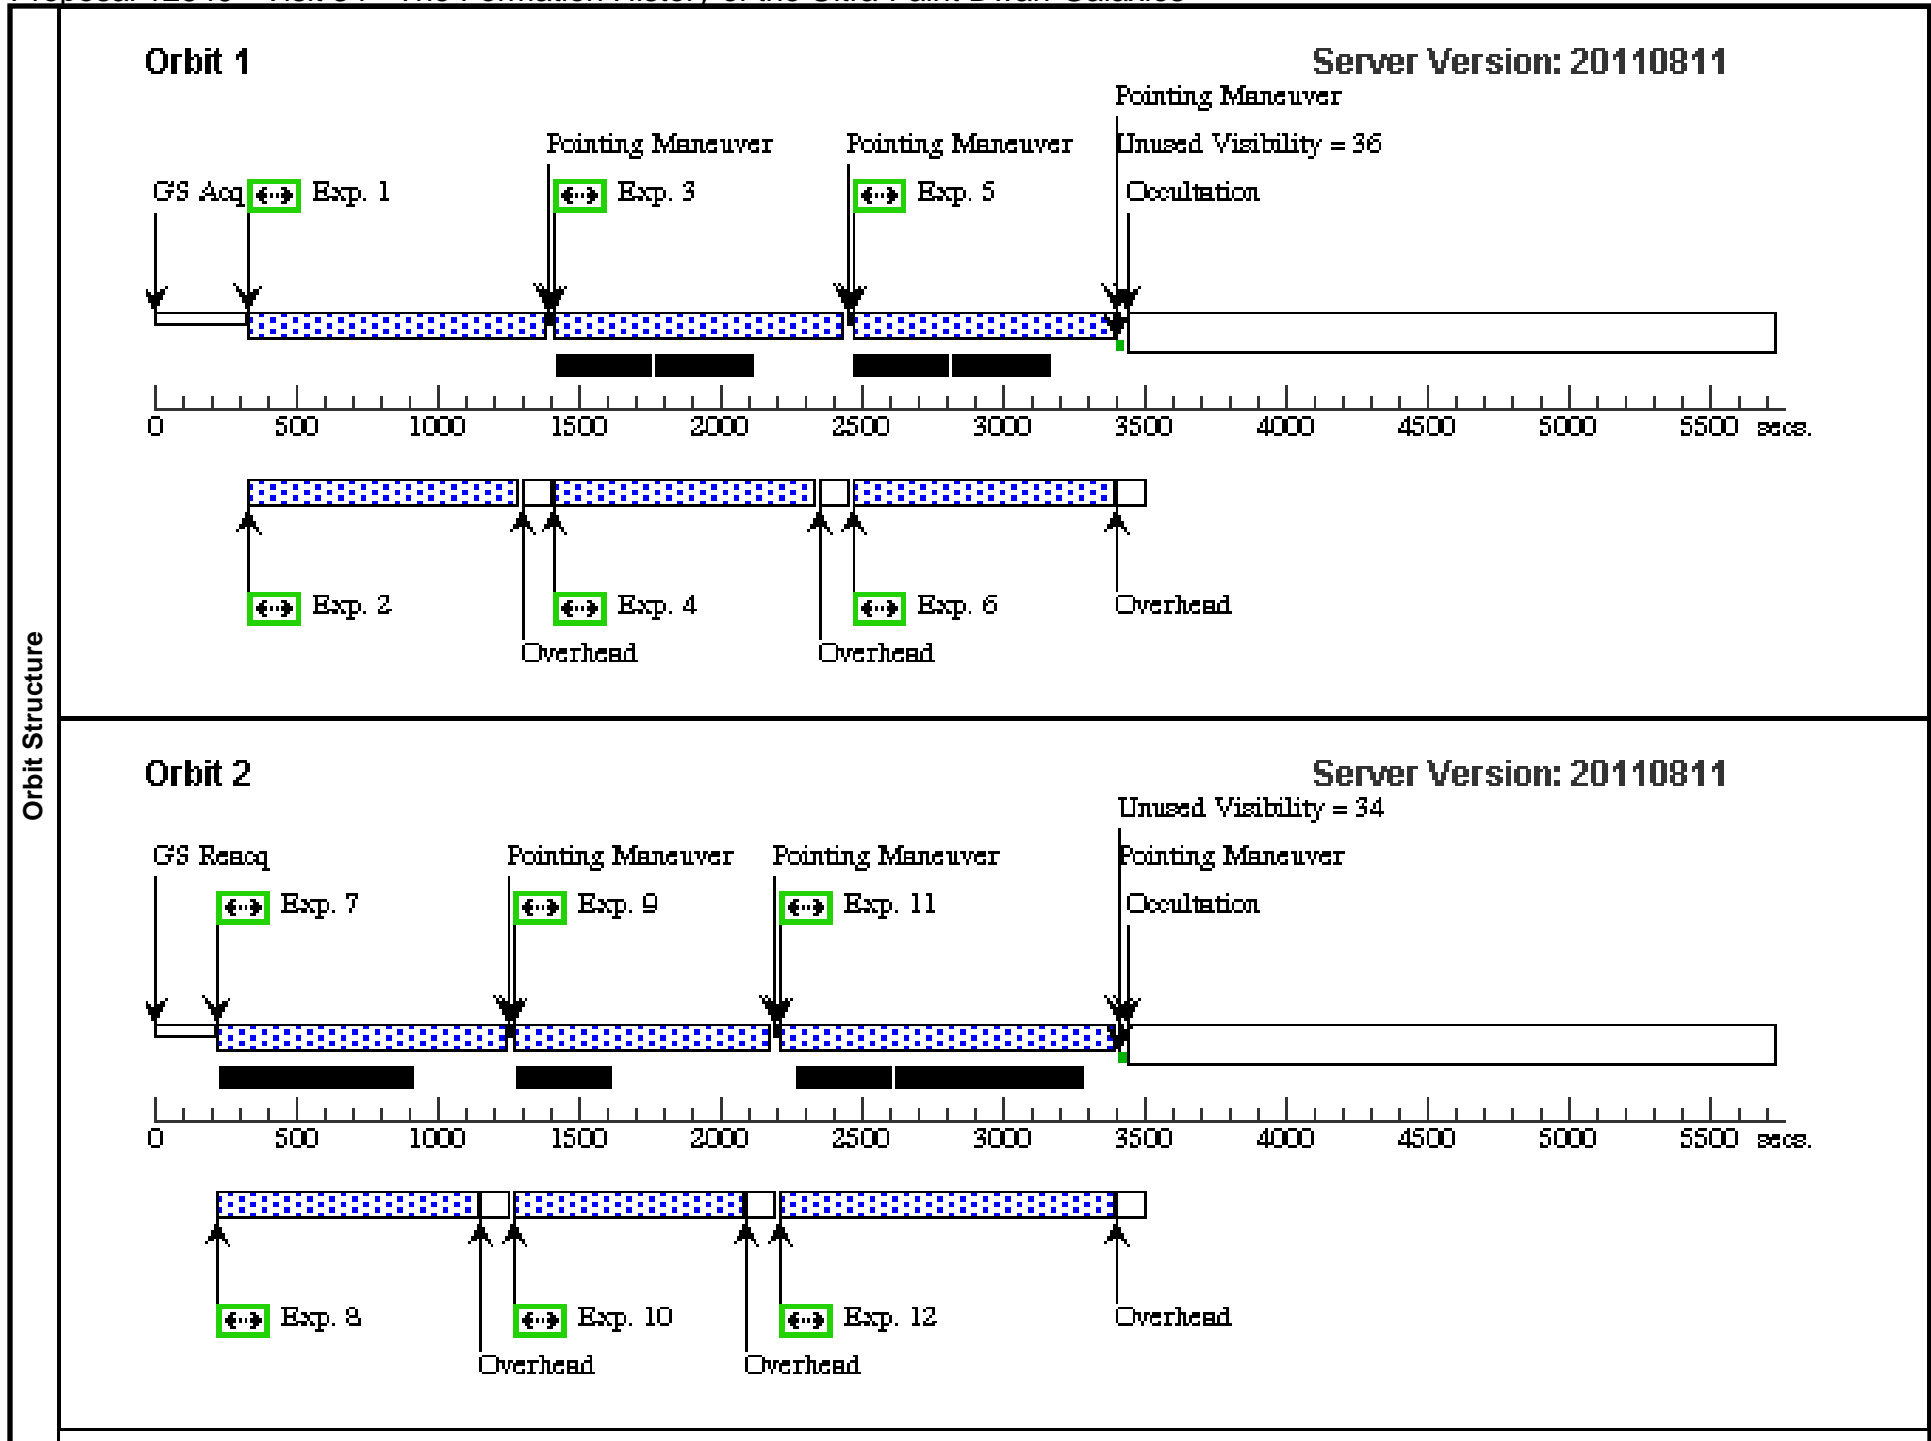 Orbit Structure
Orbit 1
Server Version: 20110811
Pointing Maneuver
Pointing Maneuver
Pointing Maneuver
Unused Visibility = 36
GS Acq
Exp. 1
Exp. 3
Exp. 5
Occultation
0
500
1000
1500
2000
2500
3000
3500
4000
4500
5000
5500
secs.
Exp. 2
Exp. 4
Exp. 6
Overhead
Overhead
Overhead
Orbit 2
Server Version: 20110811
Unused Visibility = 34
GS Reacq
Pointing Maneuver
Pointing Maneuver
Pointing Maneuver
Exp. 7
Exp. 9
Exp. 11
Occultation
0
500
1000
1500
2000
2500
3000
3500
4000
4500
5000
5500
secs.
Exp. 8
Exp. 10
Exp. 12
Overhead
Overhead
Overhead